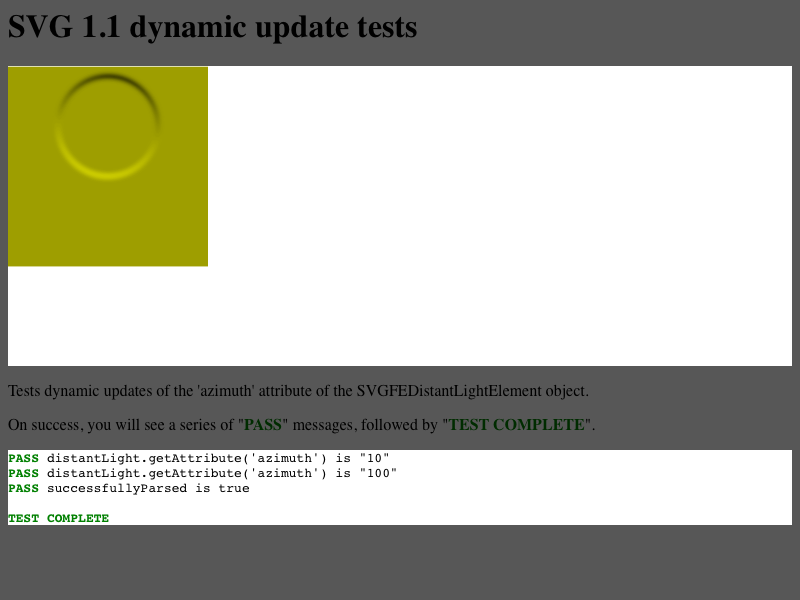 SVG 1.1 dynamic update tests
Tests dynamic updates of the 'azimuth' attribute of the SVGFEDistantLightElement object.
On success, you will see a series of "PASS" messages, followed by "TEST COMPLETE".
PASS distantLight.getAttribute('azimuth') is "10"
PASS distantLight.getAttribute('azimuth') is "100"
PASS successfullyParsed is true
TEST COMPLETE